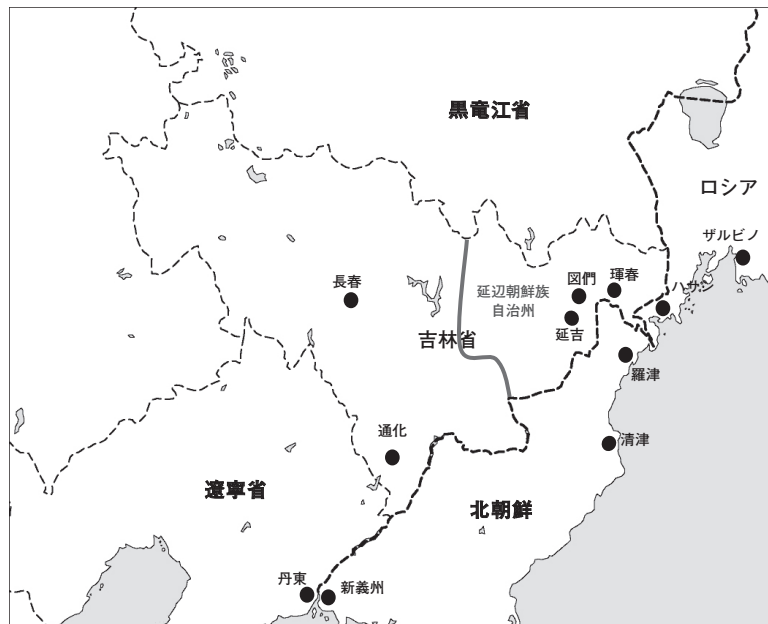 黒竜江省
ロシア
ザルビノ
長春
延辺朝鮮族
自治州
図們
琿春
ハサン
延吉
吉林省
羅津
通化
清津
遼寧省
北朝鮮
丹東
新義州